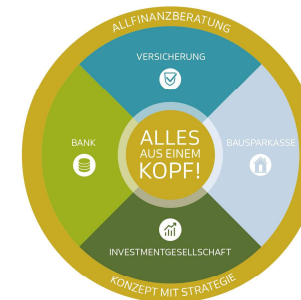 ALLFINANZBERATUNG
VERSICHERUNG
BANK
ALLES
AUS EINEM
KOPF!
BAUSPARKASSE
INVESTMENTGESELLSCHAFT
KONZEPT MIT STRATEGIE